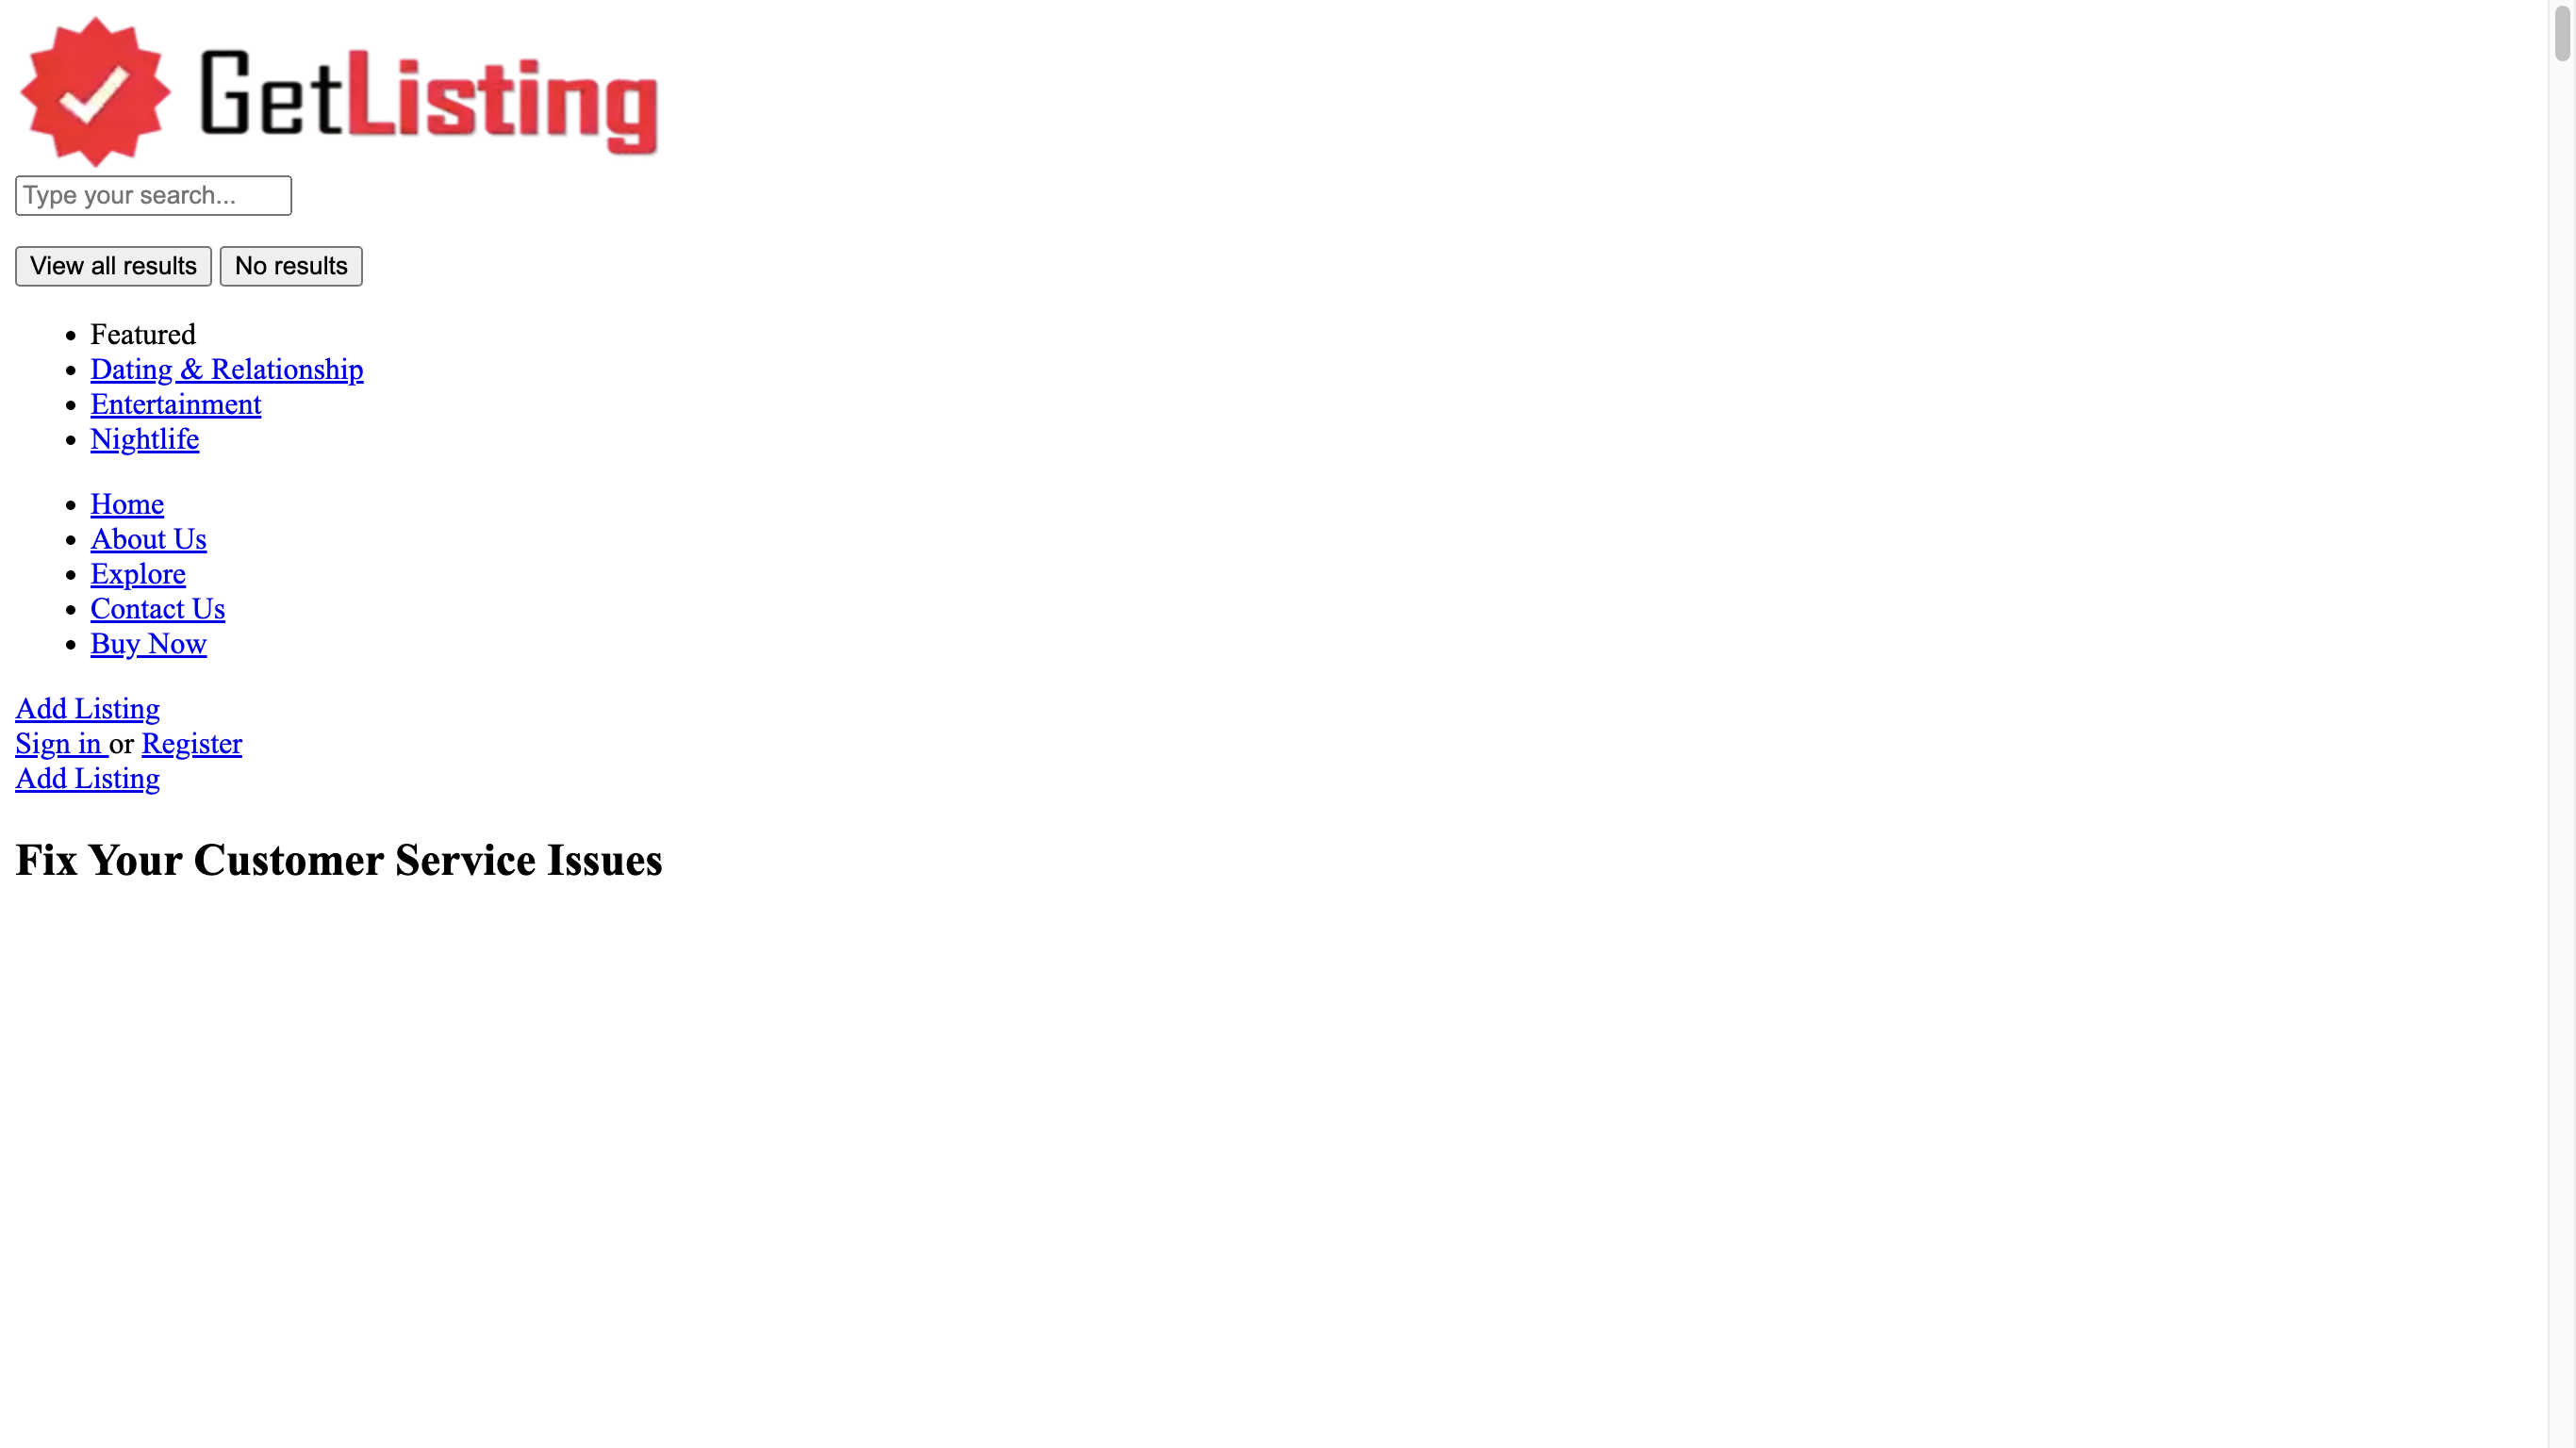 GetListing
Type your search...
View all results No results
Featured
Dating & Relationship
Entertainment
Nightlife
Home
About Us
Explore
Contact Us
Buy Now
Add Listing
Sign in or Register
Add Listing
Fix Your Customer Service Issues